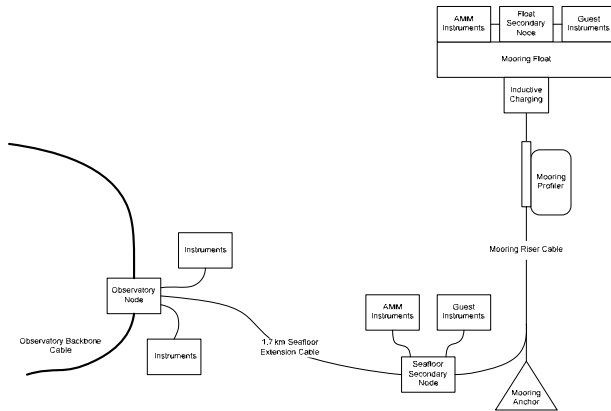 AMM
Instruments
Float
Secondary
Node
Guest
Instruments
Mooring Float
Inductive
Charging
Mooring
Profiler
Mooring Riser Cable
Instruments
Observatory
Node
AMM
Instruments
Guest
Instruments
Observatory Backbone
Cable
Instruments
1.7 km Seafloor
Extension Cable
Seafloor
Secondary
Node
Mooring
Anchor